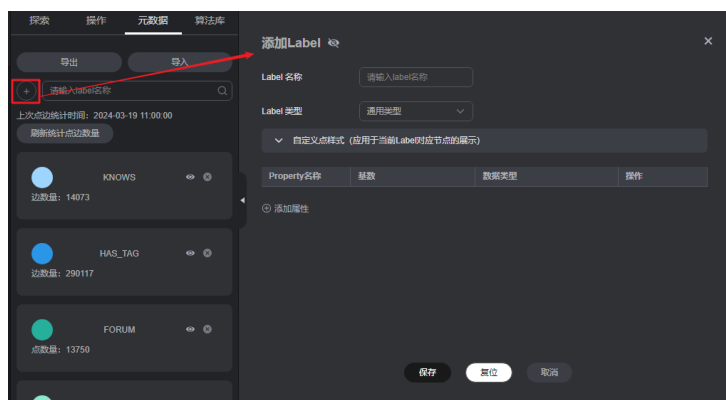 探索 操作 元数据 算法库
导出 导入
+ 请输入label名称
上次点边统计时间：2024-03-19 11:00:00
刷新统计点边数量
KNOWS
边数量：14073
HAS_TAG
边数量：290117
FORUM
点数量：13750
添加Label
Label 名称 请输入label名称
Label 类型 通用类型
自定义点样式 (应用于当前Label对应节点的展示)
Property名称 基数 数据类型 操作
添加属性
保存 复位 取消